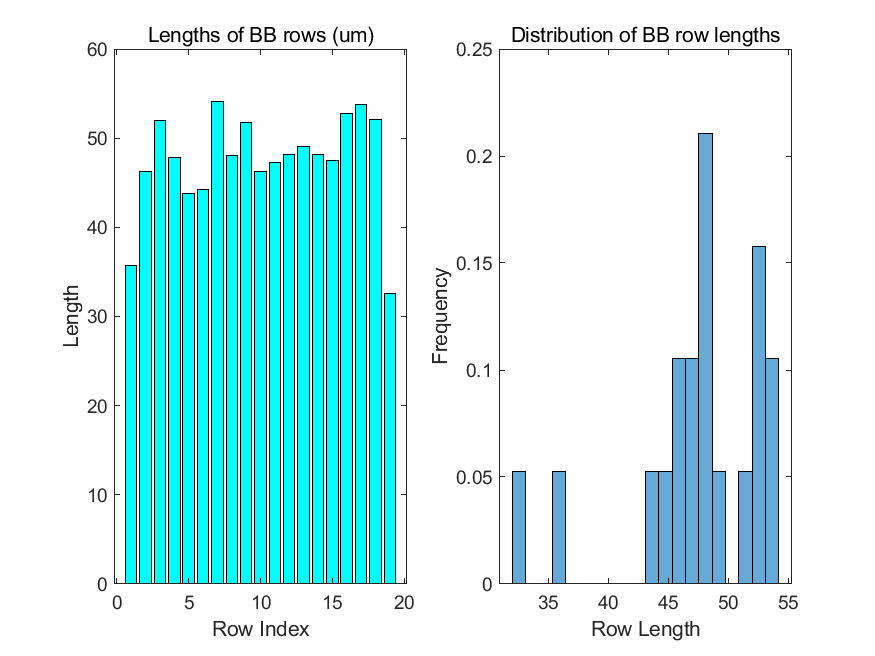 Lengths of BB rows (um)
60
50
40
30
20
10
0
Length
0 5 10 15 20
Row Index
Distribution of BB row lengths
0.25
0.2
0.15
0.1
0.05
0
Frequency
35 40 45 50 55
Row Length